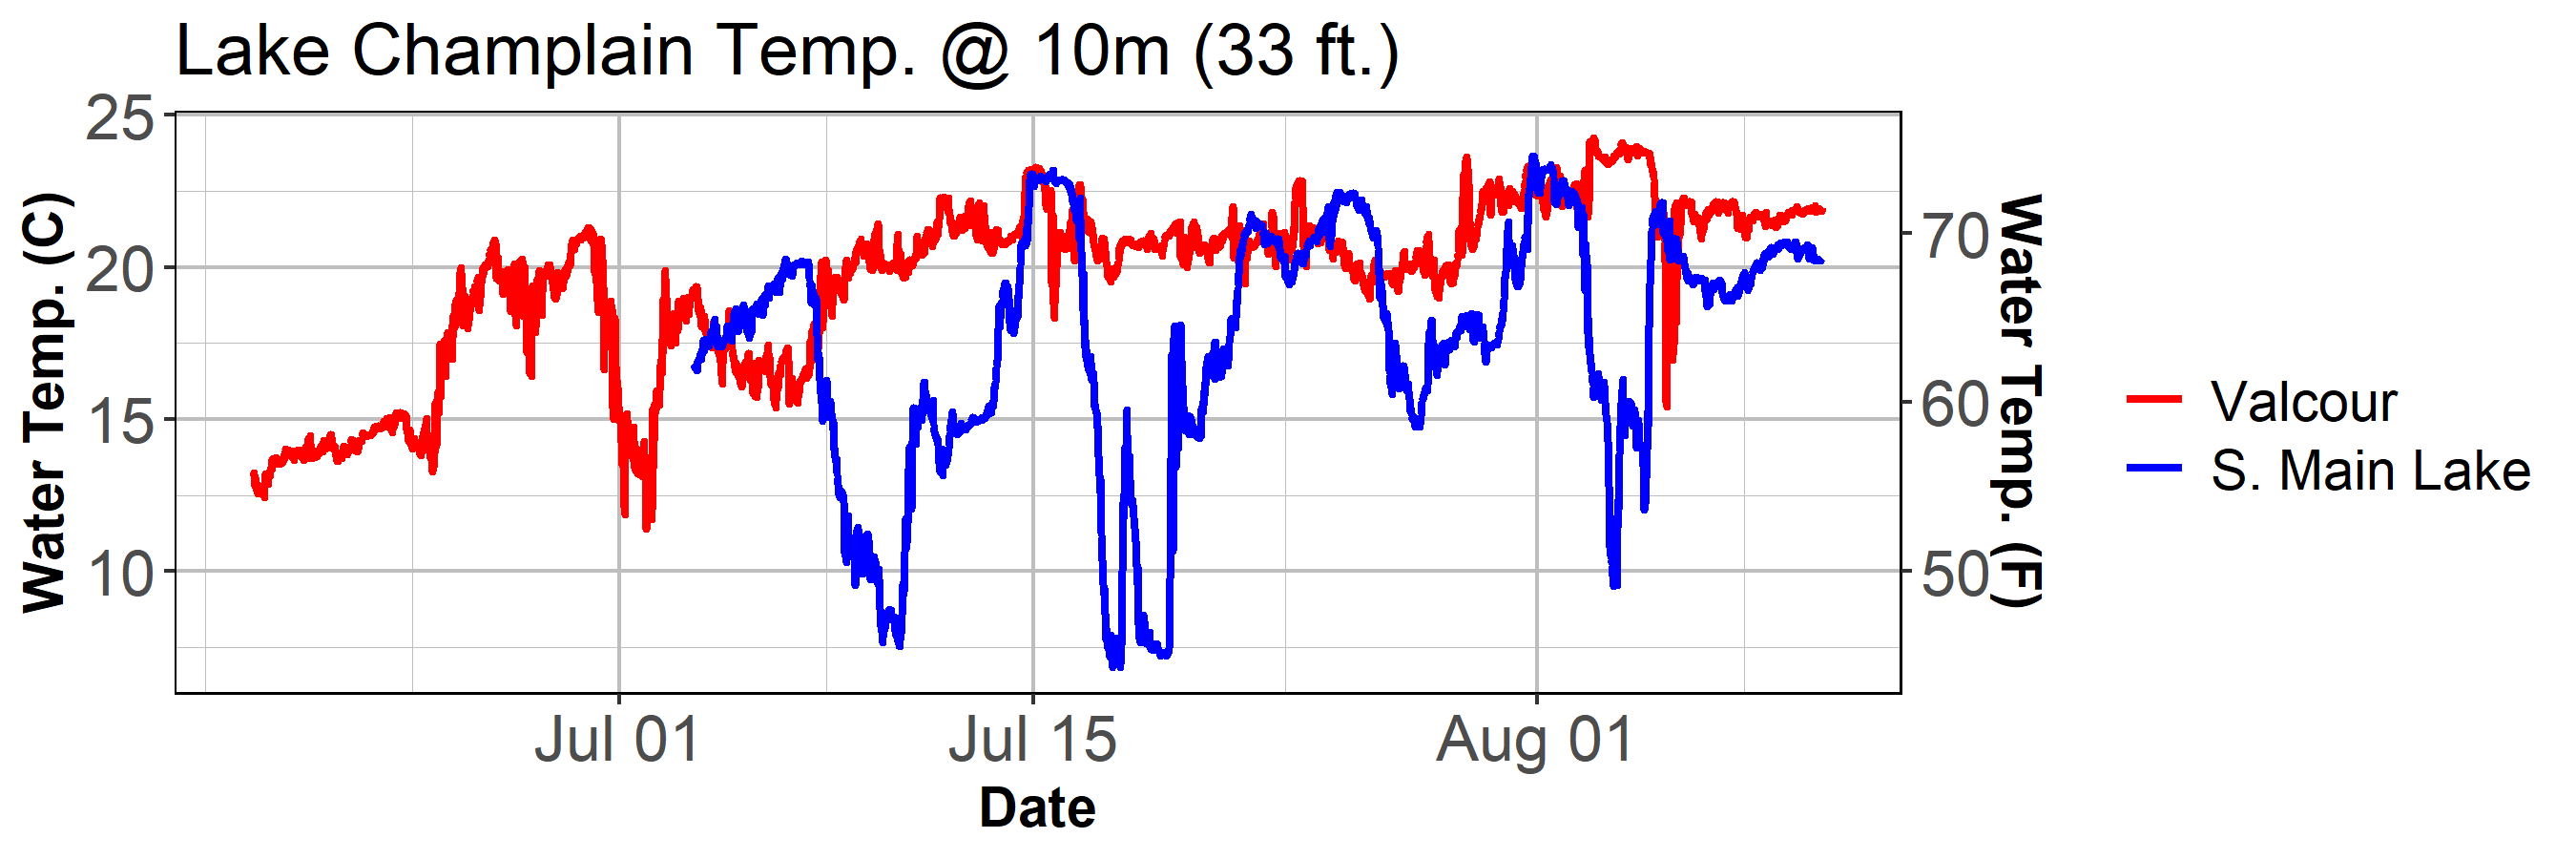 Lake Champlain Temp. @ 10m (33 ft.)
Water Temp. (C)
25
20
15
10
70
60
50
Water Temp. (F)
Jul 01
Jul 15
Aug 01
Date
Valcour
S. Main Lake